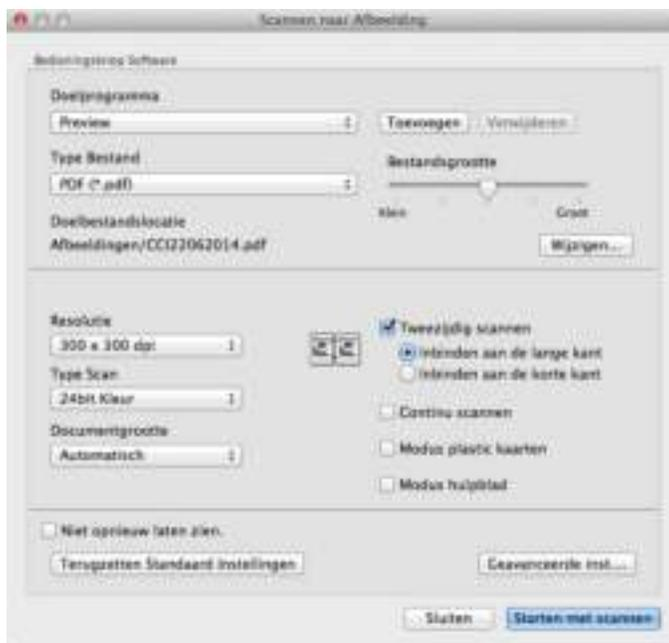 Scannen naar Afbeelding
Bedieningsknop Software
Doelprogramma
Preview
Toevoegen
Verwijderen
Type Bestand
PDF (*.pdf)
Bestandsgrootte
Klein
Groot
Doelbestandslocatie
Afbeeldingen/CCI22062014.pdf
Wijzigen...
Resolutie
300 x 300 dpi
Type Scan
24bit Kleur
Documentgrootte
Automatisch
Tweezijdig scannen
Inbinden aan de lange kant
Inbinden aan de korte kant
Continu scannen
Modus plastic kaarten
Modus hulpblad
Niet opnieuw laten zien.
Terugzetten Standaard Instellingen
Geavanceerde inst....
Sluiten
Starten met scannen